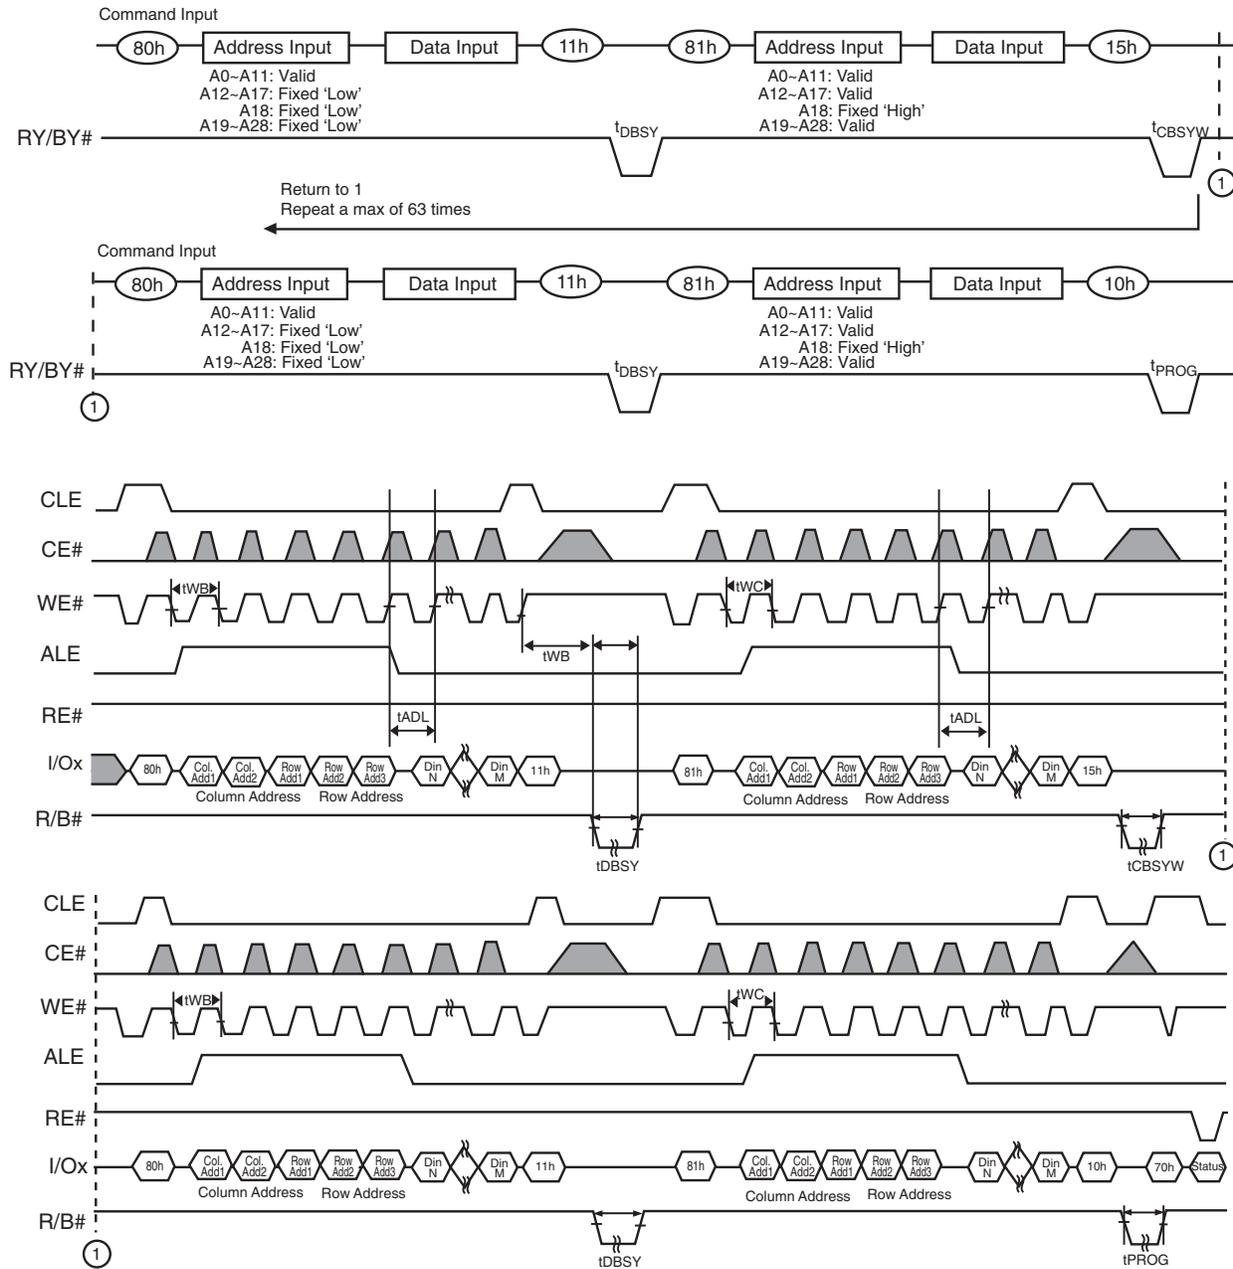 Command Input
80h Address Input Data Input 11h 81h Address Input Data Input 15h
A0~A11: Valid A0~A11: Valid
A12~A17: Fixed ‘Low’ A12~A17: Valid
A18: Fixed ‘Low’ A18: Fixed ‘High’
A19~A28: Fixed ‘Low’ A19~A28: Valid
RY/BY# tDBSY tCBSYW
1
Return to 1
Repeat a max of 63 times
Command Input
80h Address Input Data Input 11h 81h Address Input Data Input 10h
A0~A11: Valid A0~A11: Valid
A12~A17: Fixed ‘Low’ A12~A17: Valid
A18: Fixed ‘Low’ A18: Fixed ‘High’
A19~A28: Fixed ‘Low’ A19~A28: Valid
RY/BY# tDBSY tPROG
1
CLE
CE#
tWB tWC
WE#
ALE tWB
RE# tADL tADL
I/Ox 80h Col. Add1 Col. Add2 Row Add1 Row Add2 Row Add3 Din N Din M 11h 81h Col. Add1 Col. Add2 Row Add1 Row Add2 Row Add3 Din N Din M 15h
Column Address Row Address Column Address Row Address
R/B#
tDBSY tCBSYW 1
CLE
CE#
tWB tWC
WE#
ALE
RE#
I/Ox 80h Col. Add1 Col. Add2 Row Add1 Row Add2 Row Add3 Din N Din M 11h 81h Col. Add1 Col. Add2 Row Add1 Row Add2 Row Add3 Din N Din M 10h 70h Status
Column Address Row Address Column Address Row Address
R/B#
1 tDBSY tPROG